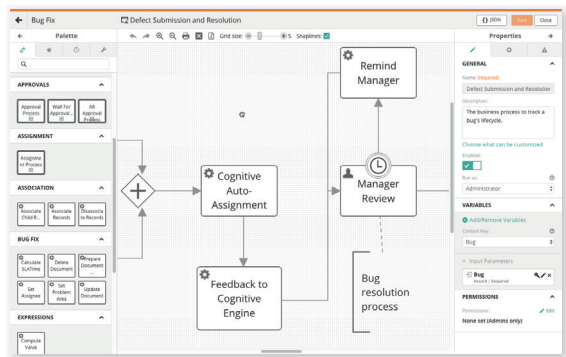 Bug Fix
Defect Submission and Resolution
{} JSON
Save
Close
Palette
Grid size:
5
Snaplines:
Properties
APPROVALS
Approval
Process
Wait For
Approval...
ASSIGNMENT
Assignme
nt Process
ASSOCIATION
Associate
Child R...
Associate
Records
Disassocia
te Records
BUG FIX
Calculate
SLATime
Delete
Document
Prepare
Document
...
Set
Assignee
Set
Problem
Area
Update
Document
EXPRESSIONS
Compute
Value
Remind
Manager
Cognitive
Auto-
Assignment
Manager
Review
Feedback to
Cognitive
Engine
Bug
resolution
process
GENERAL
Name: (required)
Defect Submission and Resolution
Description:
The business process to track a
bug's lifecycle.
Choose what can be customized
Enabled:
Run as:
Administrator
VARIABLES
Add/Remove Variables
Context Key:
Bug
Input Parameters
Bug
Record | Required
PERMISSIONS
Permissions:
Edit
None set (Admins only)